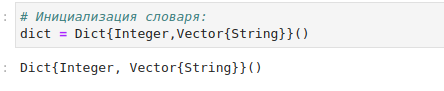 : # Инициализация словаря:
dict = Dict{Integer,Vector{String}}()
: Dict{Integer, Vector{String}}()